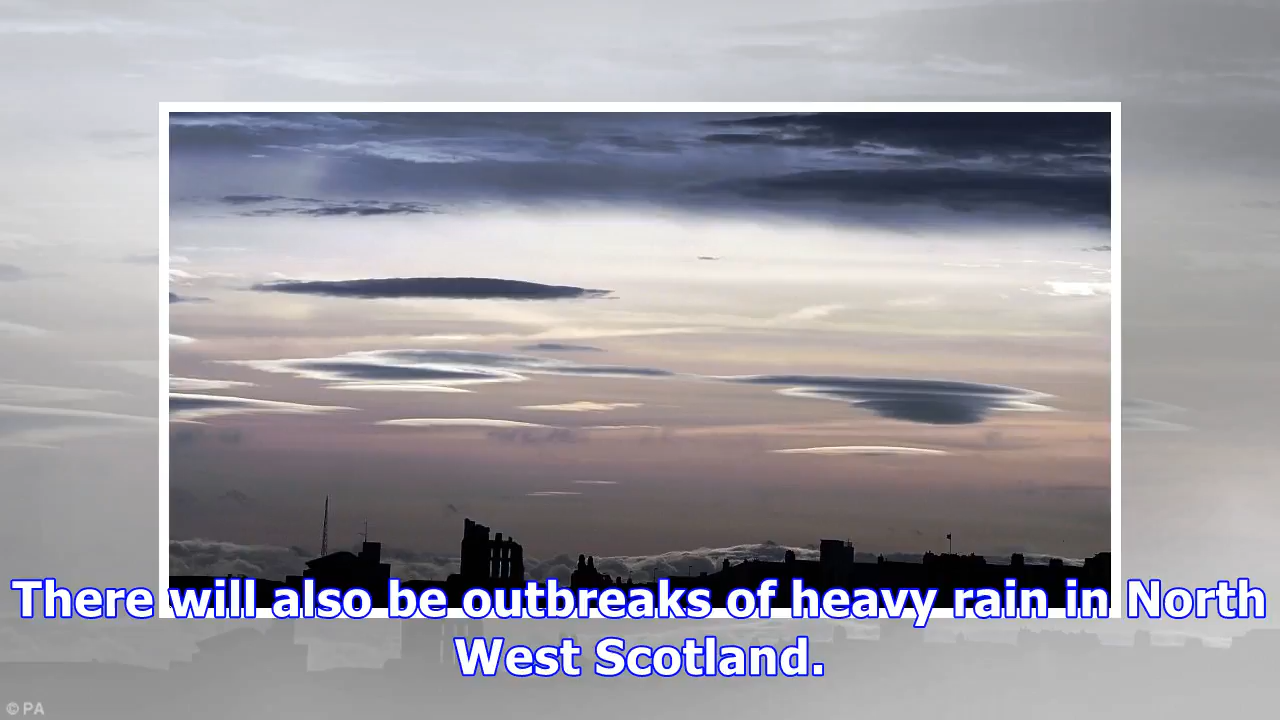 There will also be outbreaks of heavy rain in North
West Scotland.
© PA